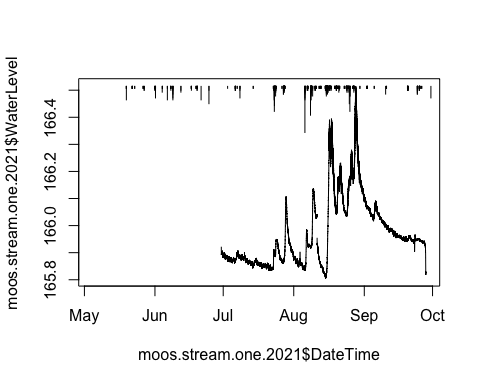 moos.stream.one.2021$WaterLevel
166.4
166.2
166.0
165.8
May Jun Jul Aug Sep Oct
moos.stream.one.2021$DateTime